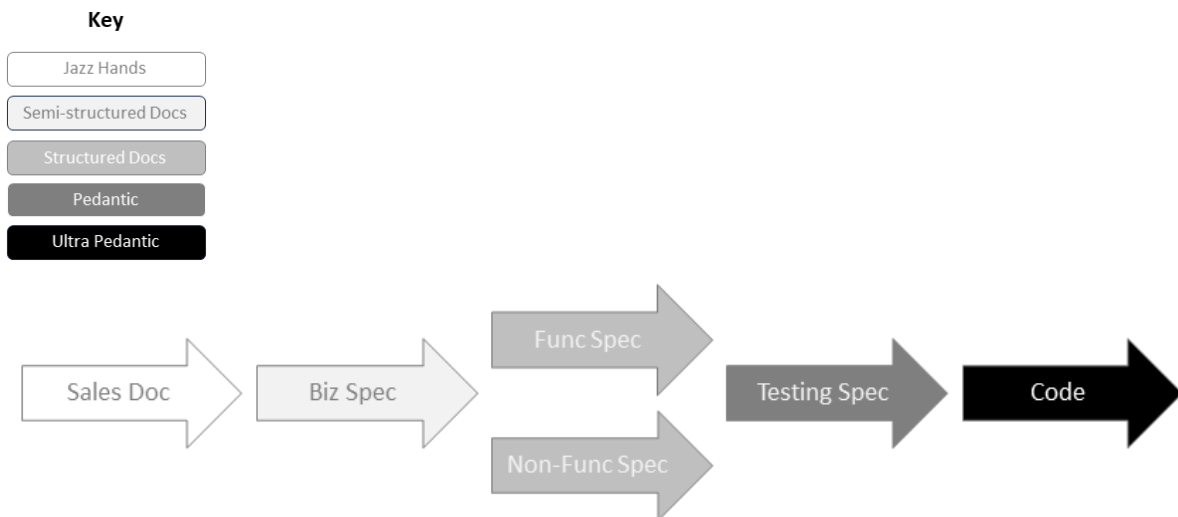 Key
Jazz Hands
Semi-structured Docs
Structured Docs
Pedantic
Ultra Pedantic
Sales Doc
Biz Spec
Func Spec
Non-Func Spec
Testing Spec
Code